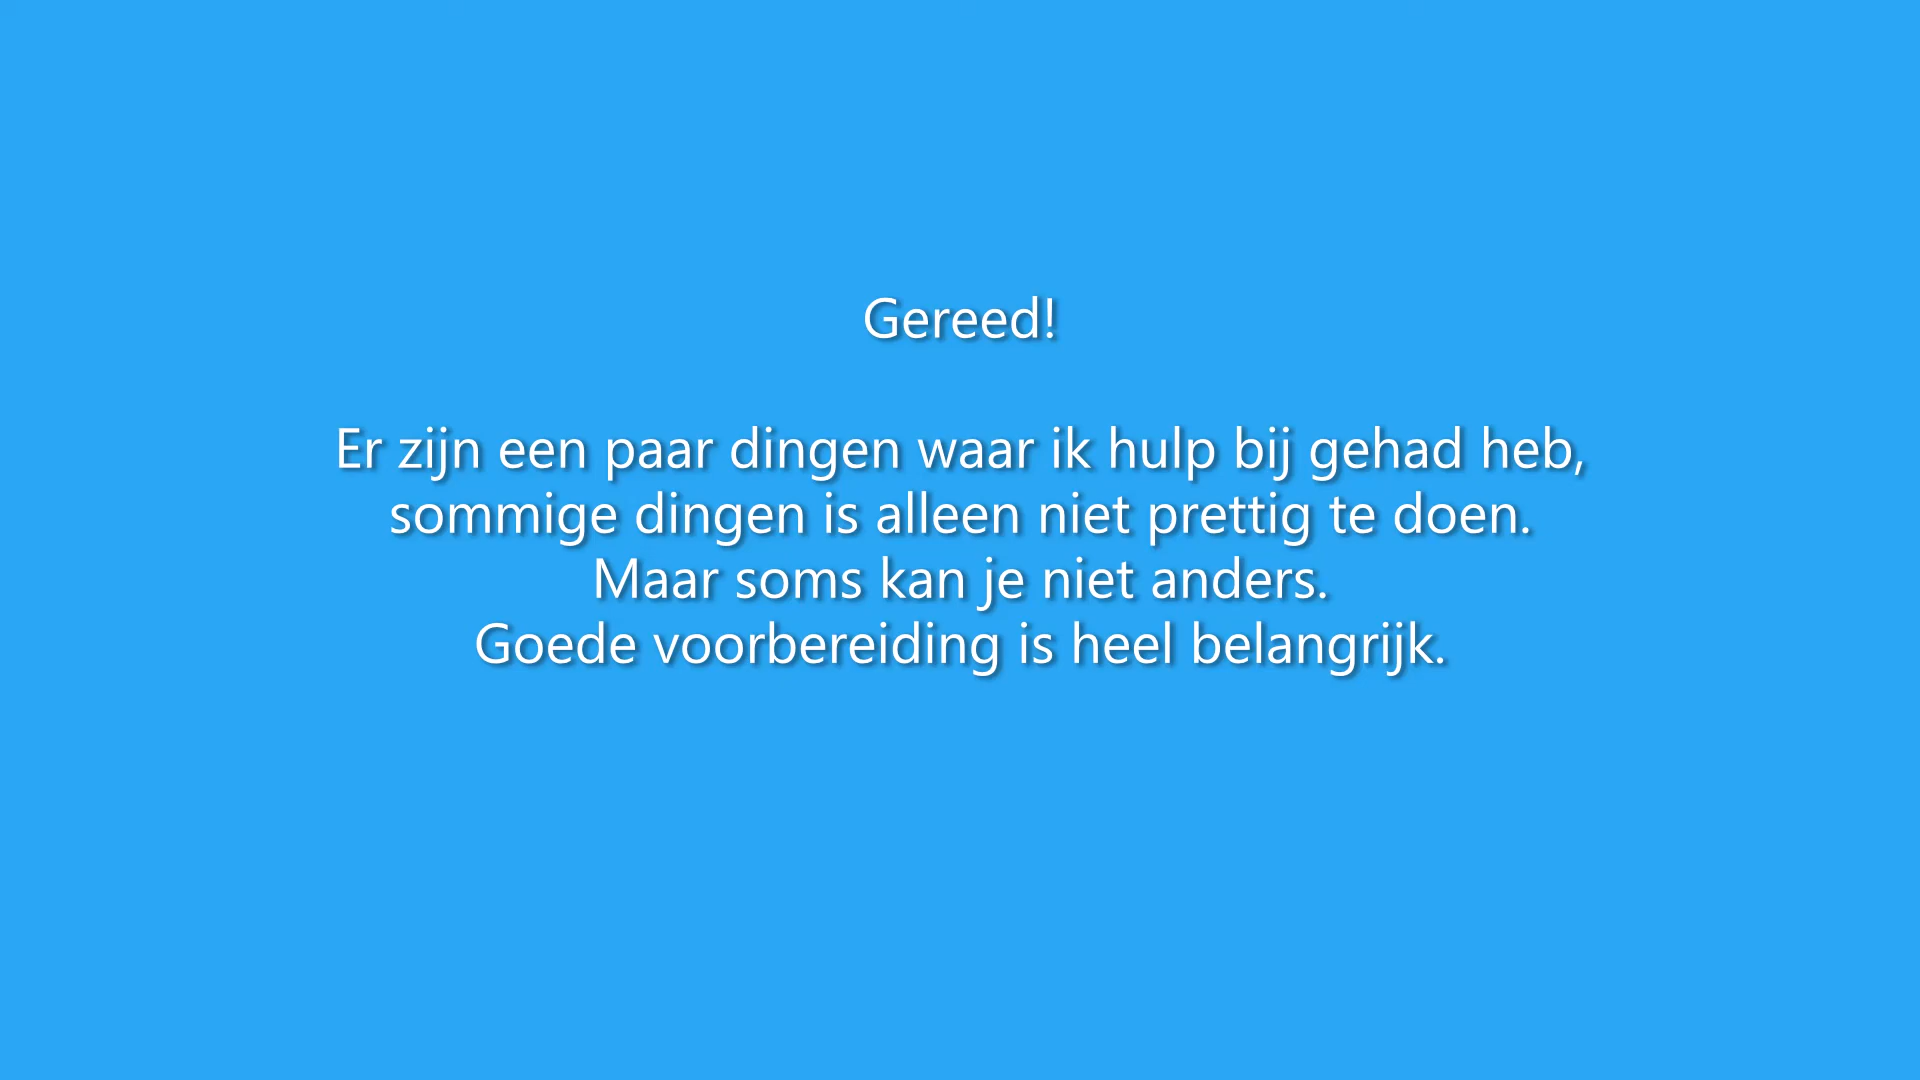 Gereed!
Er zijn een paar dingen waar ik hulp bij gehad heb,
sommige dingen is alleen niet prettig te doen.
Maar soms kan je niet anders.
Goede voorbereiding is heel belangrijk.